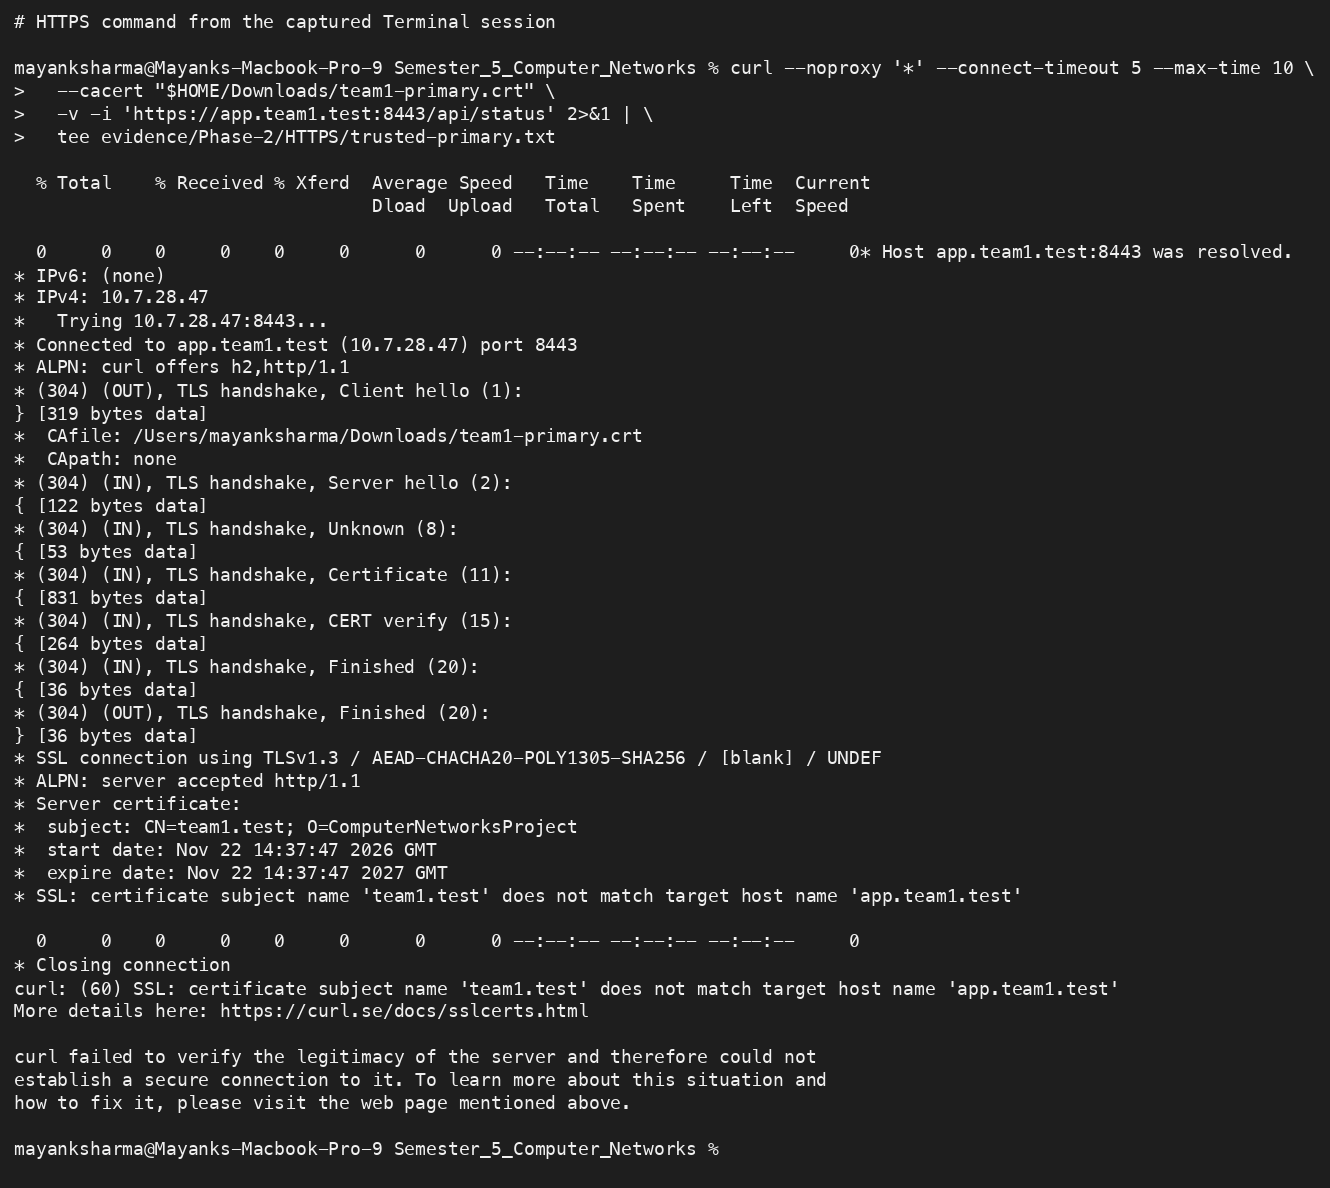 # HTTPS command from the captured Terminal session
mayanksharma@Mayanks-Macbook-Pro-9 Semester_5_Computer_Networks % curl --noproxy '*' --connect-timeout 5 --max-time 10 \
>   --cacert "$HOME/Downloads/team1-primary.crt" \
>   -v -i 'https://app.team1.test:8443/api/status' 2>&1 | \
>   tee evidence/Phase-2/HTTPS/trusted-primary.txt
  % Total    % Received % Xferd  Average Speed   Time    Time     Time  Current
                                 Dload  Upload   Total   Spent    Left  Speed
  0     0    0     0    0     0      0      0 --:--:-- --:--:-- --:--:--     0* Host app.team1.test:8443 was resolved.
* IPv6: (none)
* IPv4: 10.7.28.47
*   Trying 10.7.28.47:8443...
* Connected to app.team1.test (10.7.28.47) port 8443
* ALPN: curl offers h2,http/1.1
* (304) (OUT), TLS handshake, Client hello (1):
} [319 bytes data]
*  CAfile: /Users/mayanksharma/Downloads/team1-primary.crt
*  CApath: none
* (304) (IN), TLS handshake, Server hello (2):
{ [122 bytes data]
* (304) (IN), TLS handshake, Unknown (8):
{ [53 bytes data]
* (304) (IN), TLS handshake, Certificate (11):
{ [831 bytes data]
* (304) (IN), TLS handshake, CERT verify (15):
{ [264 bytes data]
* (304) (IN), TLS handshake, Finished (20):
{ [36 bytes data]
* (304) (OUT), TLS handshake, Finished (20):
} [36 bytes data]
* SSL connection using TLSv1.3 / AEAD-CHACHA20-POLY1305-SHA256 / [blank] / UNDEF
* ALPN: server accepted http/1.1
* Server certificate:
*  subject: CN=team1.test; O=ComputerNetworksProject
*  start date: Nov 22 14:37:47 2026 GMT
*  expire date: Nov 22 14:37:47 2027 GMT
* SSL: certificate subject name 'team1.test' does not match target host name 'app.team1.test'
  0     0    0     0    0     0      0      0 --:--:-- --:--:-- --:--:--     0
* Closing connection
curl: (60) SSL: certificate subject name 'team1.test' does not match target host name 'app.team1.test'
More details here: https://curl.se/docs/sslcerts.html
curl failed to verify the legitimacy of the server and therefore could not
establish a secure connection to it. To learn more about this situation and
how to fix it, please visit the web page mentioned above.
mayanksharma@Mayanks-Macbook-Pro-9 Semester_5_Computer_Networks %